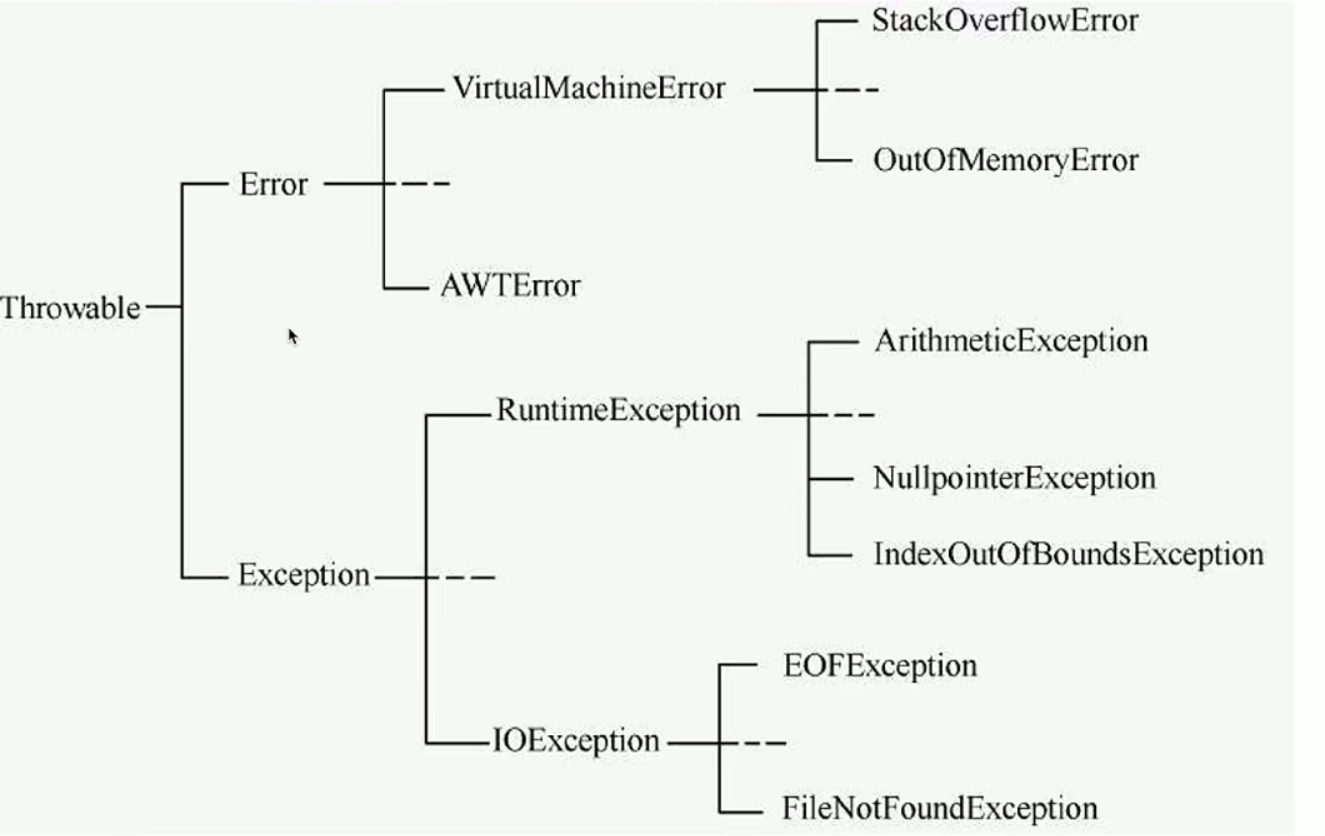 StackOverflowError
VirtualMachineError
OutOfMemoryError
Error
AWTError
Throwable
ArithmeticException
RuntimeException
NullpointerException
IndexOutOfBoundsException
Exception
EOFException
IOException
FileNotFoundException